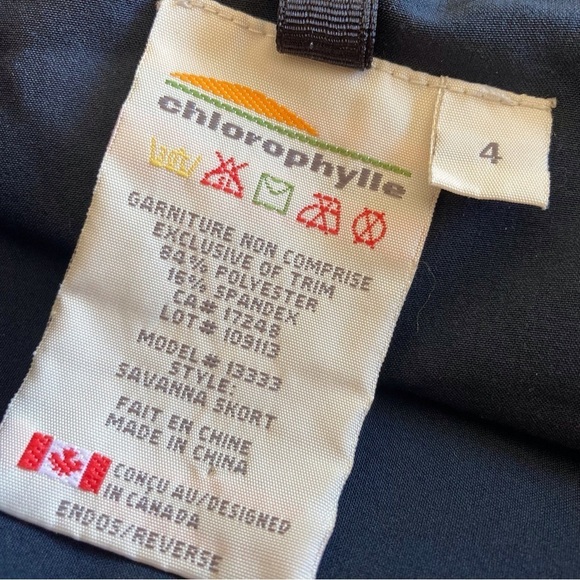 chlorophylle
4
GARNITURE NON COMPRISE
EXCLUSIVE OF TRIM
84% POLYESTER
16% SPANDEX
CA# 17248
LOT# 109113
MODEL# 13333
STYLE:
SAVANNA SKORT
FAIT EN CHINE
MADE IN CHINA
CONÇU AU/DESIGNED
IN CANADA
ENDOS/REVERSE